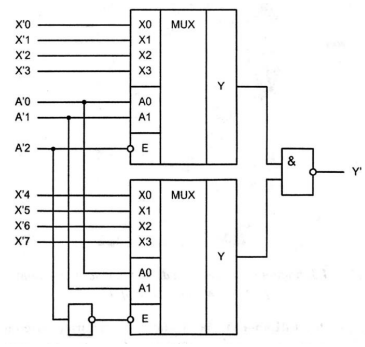 X'0 X0 MUX
X'1 X1
X'2 X2
X'3 X3
Y
A'0 A0
A'1 A1
A'2 E
&
Y'
X'4 X0 MUX
X'5 X1
X'6 X2
X'7 X3
Y
A0
A1
E